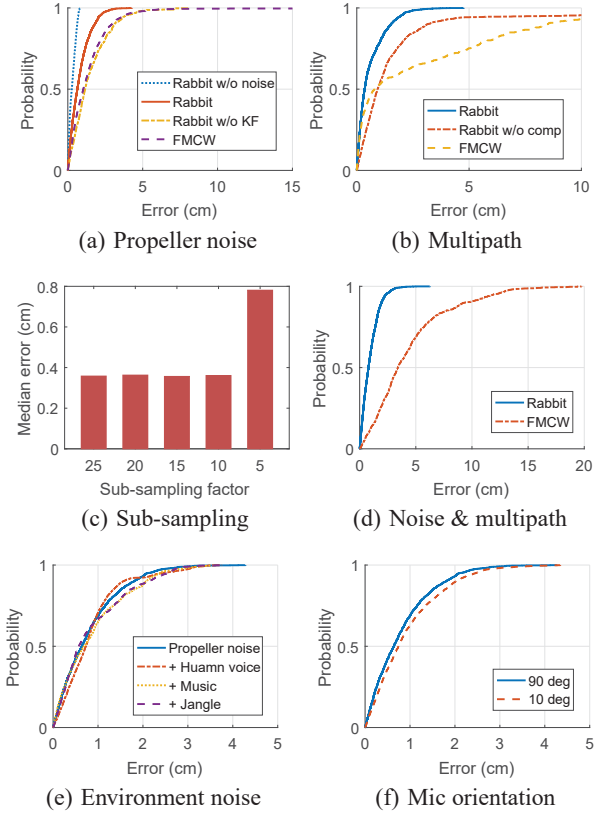 1
0.5
0
Probability
0
5
10
15
Error (cm)
Rabbit w/o noise
Rabbit
Rabbit w/o KF
FMCW
(a) Propeller noise
1
0.5
0
Probability
0
5
10
Error (cm)
Rabbit
Rabbit w/o comp
FMCW
(b) Multipath
0.8
0.6
0.4
0.2
0
Median error (cm)
25
20
15
10
5
Sub-sampling factor
(c) Sub-sampling
1
0.5
0
Probability
0
5
10
15
20
Error (cm)
Rabbit
FMCW
(d) Noise & multipath
1
0.5
0
Probability
0
1
2
3
4
5
Error (cm)
Propeller noise
+ Huamn voice
+ Music
+ Jangle
(e) Environment noise
1
0.5
0
Probability
0
1
2
3
4
5
Error (cm)
90 deg
10 deg
(f) Mic orientation